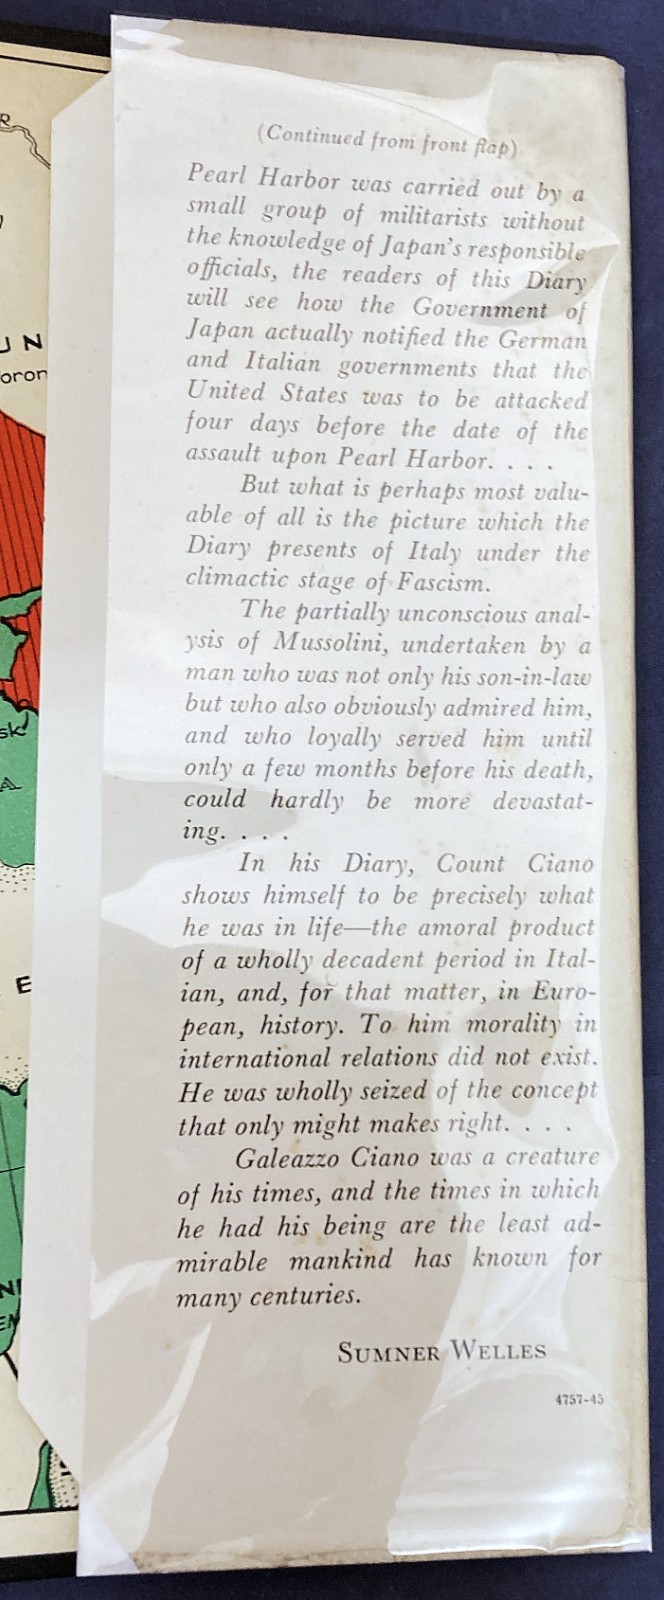 (Continued from front flap)
Pearl Harbor was carried out by a
small group of militarists without
the knowledge of Japan's responsible
officials, the readers of this Diary
will see how the Government of
Japan actually notified the German
and Italian governments that the
United States was to be attacked
four days before the date of the
assault upon Pearl Harbor. . . .
But what is perhaps most valu-
able of all is the picture which the
Diary presents of Italy under the
climactic stage of Fascism.
The partially unconscious anal-
ysis of Mussolini, undertaken by a
man who was not only his son-in-law
but who also obviously admired him,
and who loyally served him until
only a few months before his death,
could hardly be more devastat-
ing. . . .
In his Diary, Count Ciano
shows himself to be precisely what
he was in life—the amoral product
of a wholly decadent period in Ital-
ian, and, for that matter, in Euro-
pean, history. To him morality in
international relations did not exist.
He was wholly seized of the concept
that only might makes right. . . .
Galeazzo Ciano was a creature
of his times, and the times in which
he had his being are the least ad-
mirable mankind has known for
many centuries.
SUMNER WELLES
4757-45